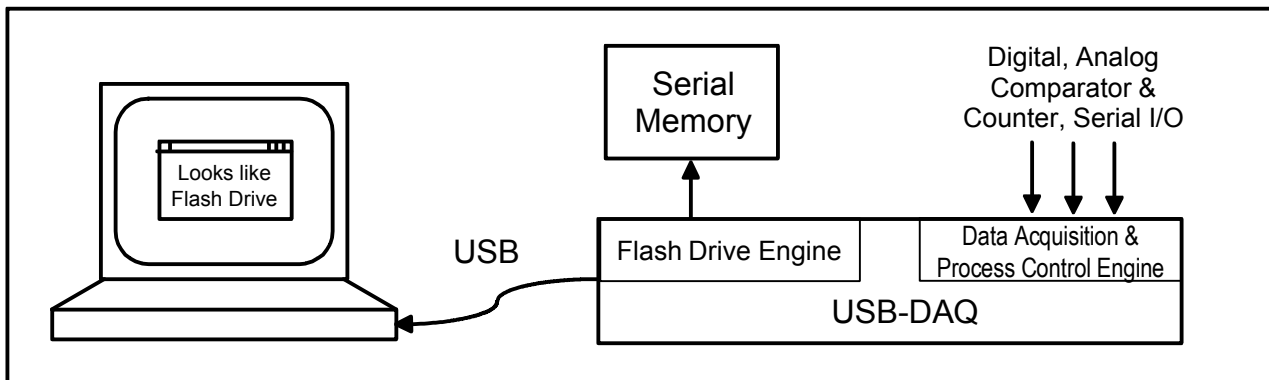 Looks like
Flash Drive
USB
Serial
Memory
Digital, Analog
Comparator &
Counter, Serial I/O
Flash Drive Engine
Data Acquisition &
Process Control Engine
USB-DAQ